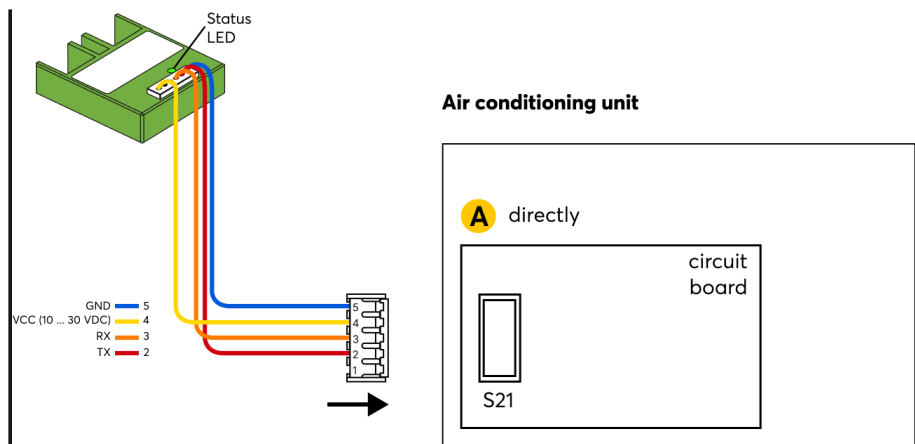 Status
LED
Air conditioning unit
A directly
circuit
board
GND 5
VCC (10 ... 30 VDC) 4
RX 3
TX 2
5
4
3
2
1
S21